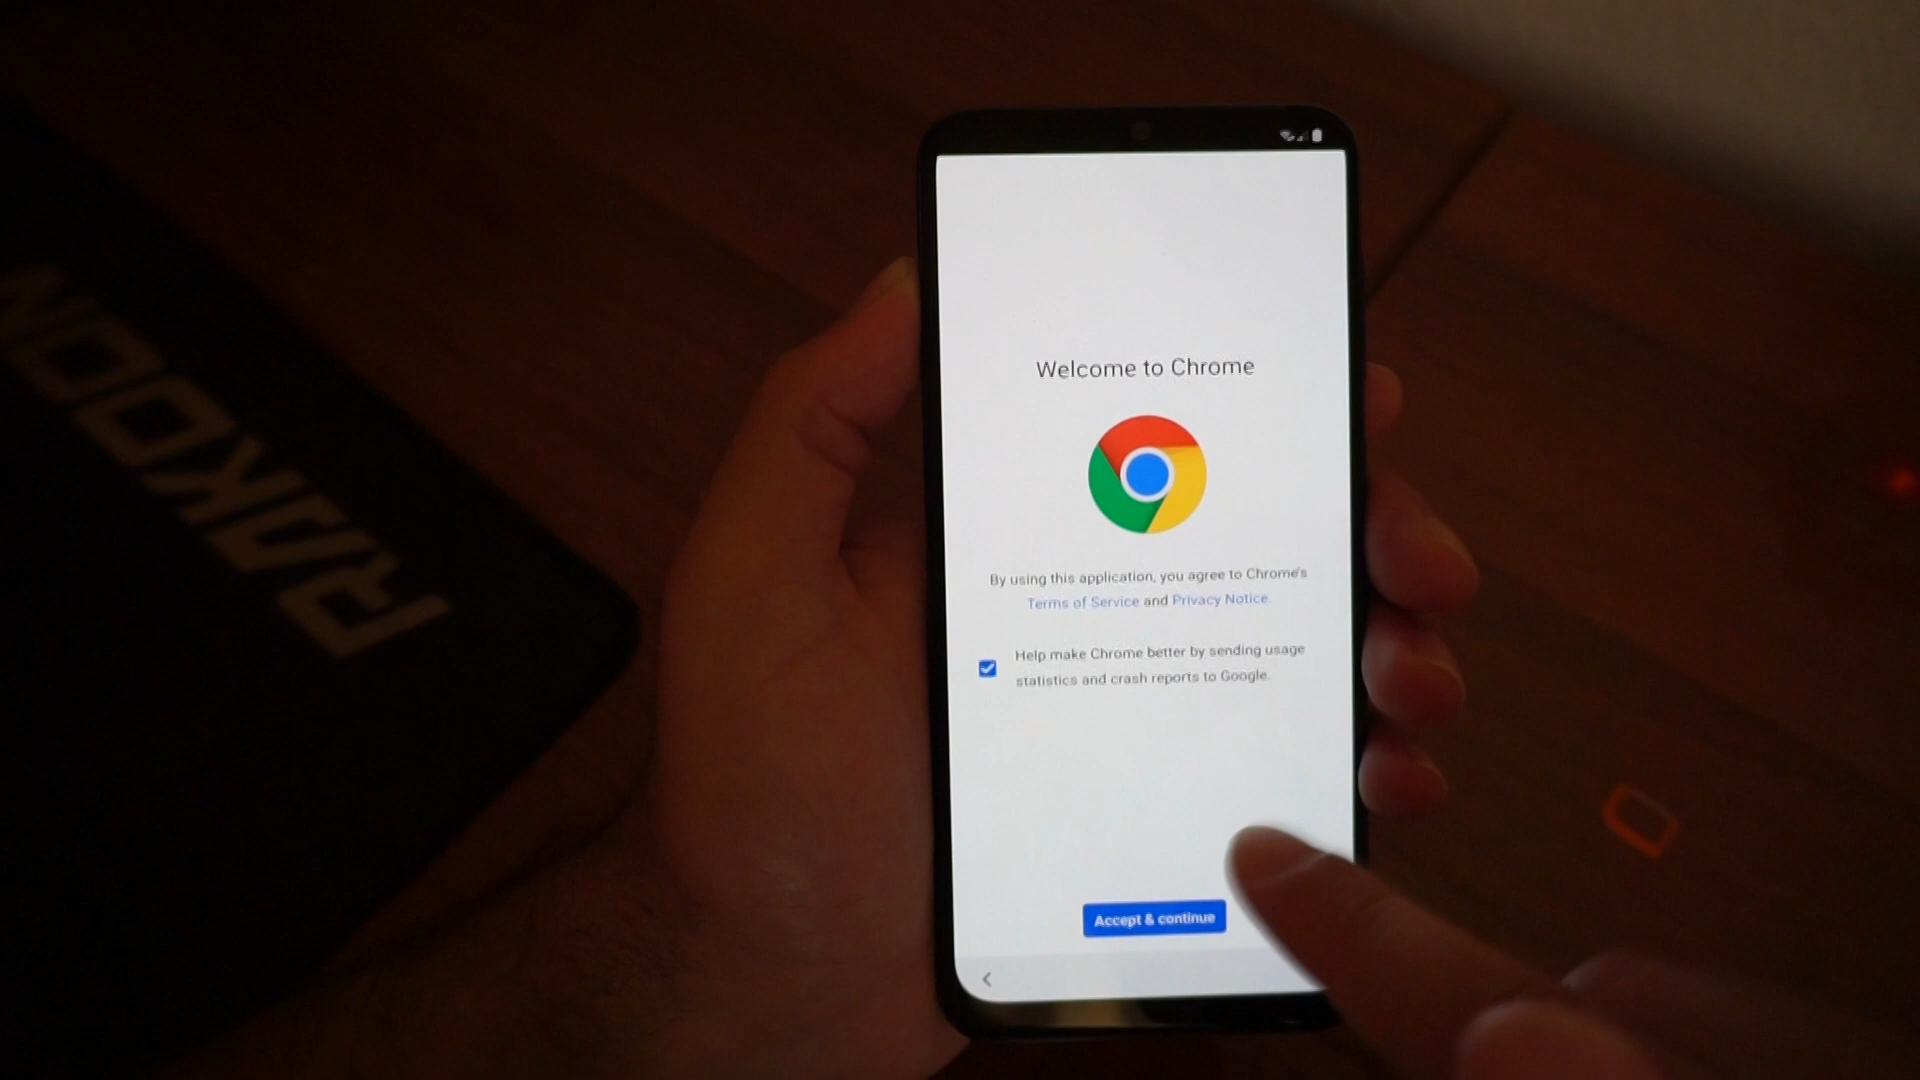 Welcome to Chrome
By using this application, you agree to Chrome's
Terms of Service and Privacy Notice.
Help make Chrome better by sending usage
statistics and crash reports to Google.
Accept & continue
RAKOON